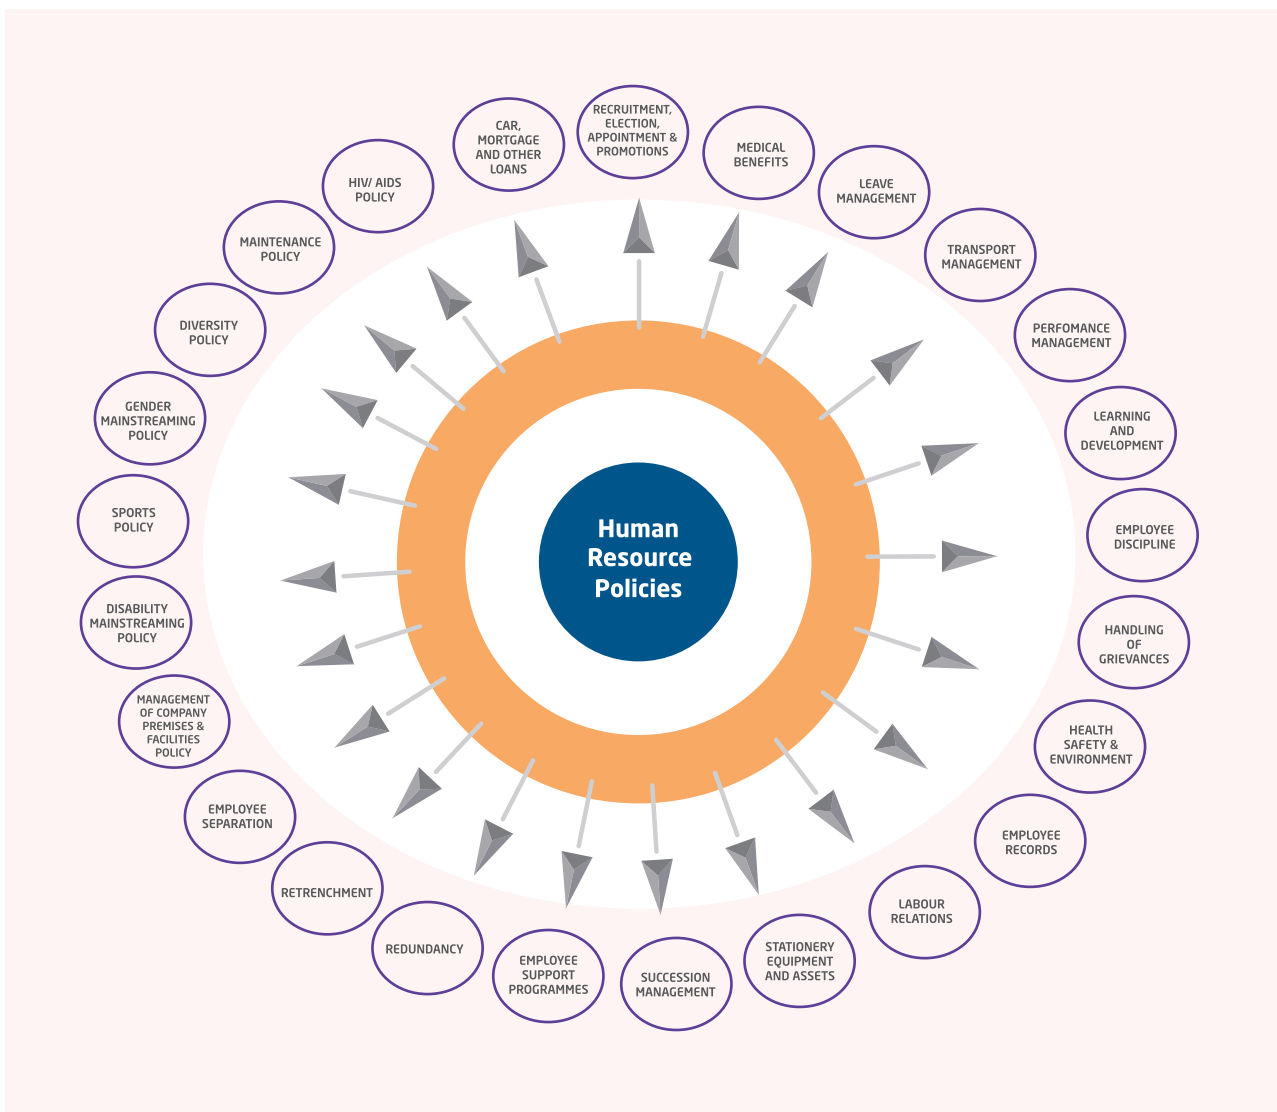 Human
Resource
Policies
RECRUITMENT,
ELECTION,
APPOINTMENT &
PROMOTIONS
MEDICAL
BENEFITS
LEAVE
MANAGEMENT
TRANSPORT
MANAGEMENT
PERFOMANCE
MANAGEMENT
LEARNING
AND
DEVELOPMENT
EMPLOYEE
DISCIPLINE
HANDLING
OF
GRIEVANCES
HEALTH
SAFETY &
ENVIRONMENT
EMPLOYEE
RECORDS
LABOUR
RELATIONS
STATIONERY
EQUIPMENT
AND ASSETS
SUCCESSION
MANAGEMENT
EMPLOYEE
SUPPORT
PROGRAMMES
REDUNDANCY
RETRENCHMENT
EMPLOYEE
SEPARATION
MANAGEMENT
OF COMPANY
PREMISES &
FACILITIES
POLICY
DISABILITY
MAINSTREAMING
POLICY
SPORTS
POLICY
GENDER
MAINSTREAMING
POLICY
DIVERSITY
POLICY
MAINTENANCE
POLICY
HIV/ AIDS
POLICY
CAR,
MORTGAGE
AND OTHER
LOANS